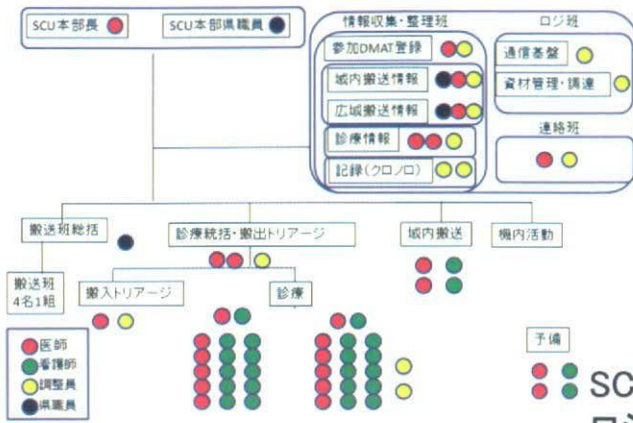 SCU本部長
SCU本部県職員
情報収集・整理班
参加DMAT登録
域内搬送情報
広域搬送情報
診療情報
記録(クロノロ)
ロジ班
通信基盤
資材管理・調達
連絡班
搬送班総括
診療統括・搬出トリアージ
域内搬送
機内活動
搬送班
4名1組
搬入トリアージ
診療
医師
看護師
調整員
県職員
予備
SC